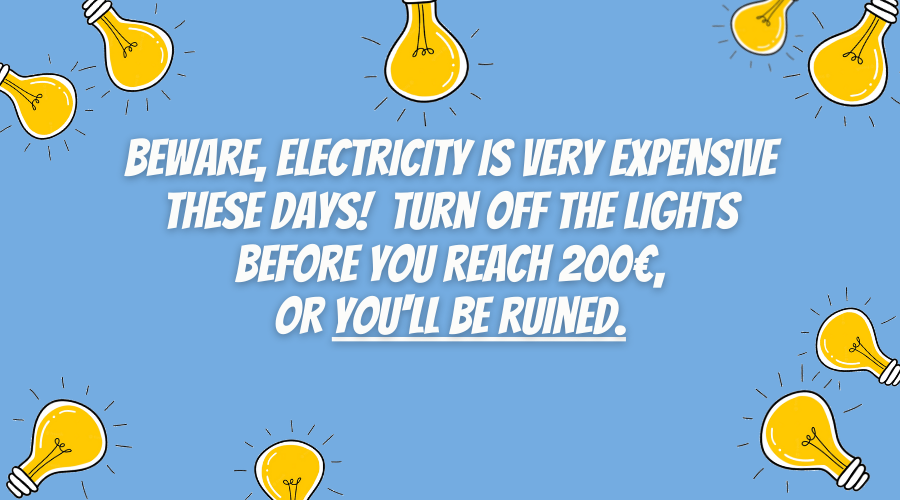 BEWARE, ELECTRICITY IS VERY EXPENSIVE
THESE DAYS! TURN OFF THE LIGHTS
BEFORE YOU REACH 200€,
OR YOU'LL BE RUINED.